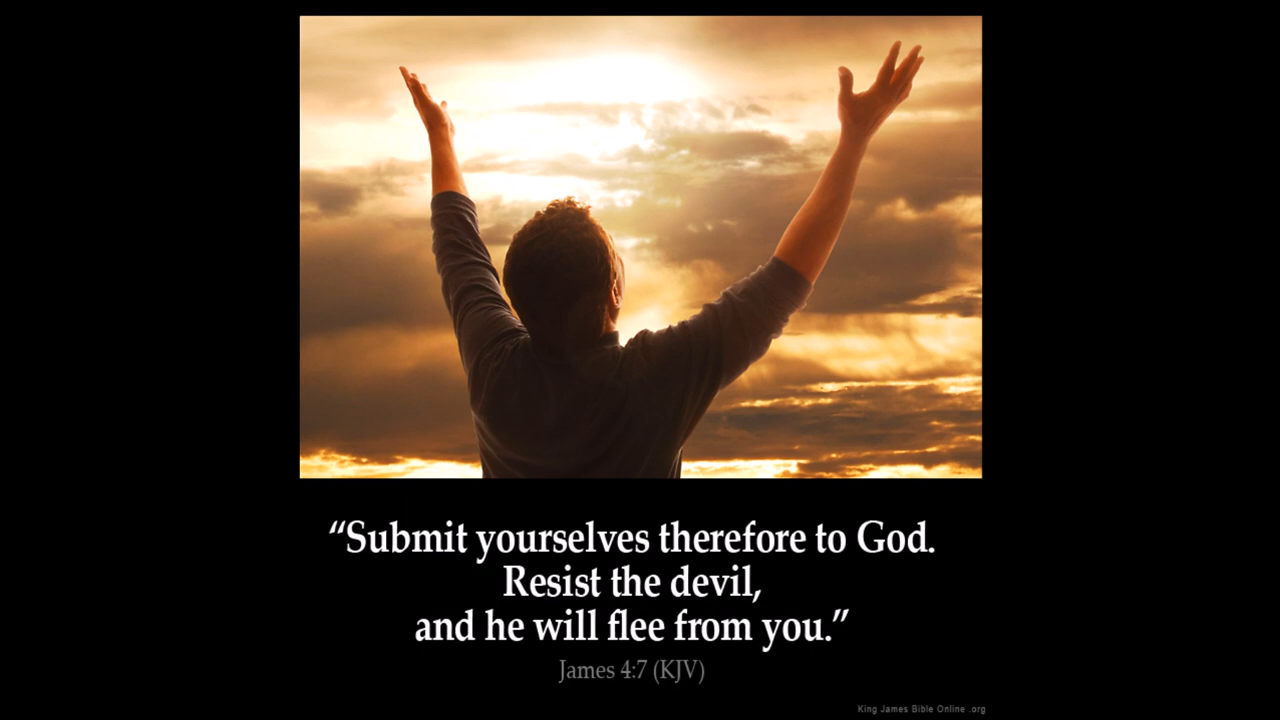 “Submit yourselves therefore to God.
Resist the devil,
and he will flee from you.”
James 4:7 (KJV)
King James Bible Online .org